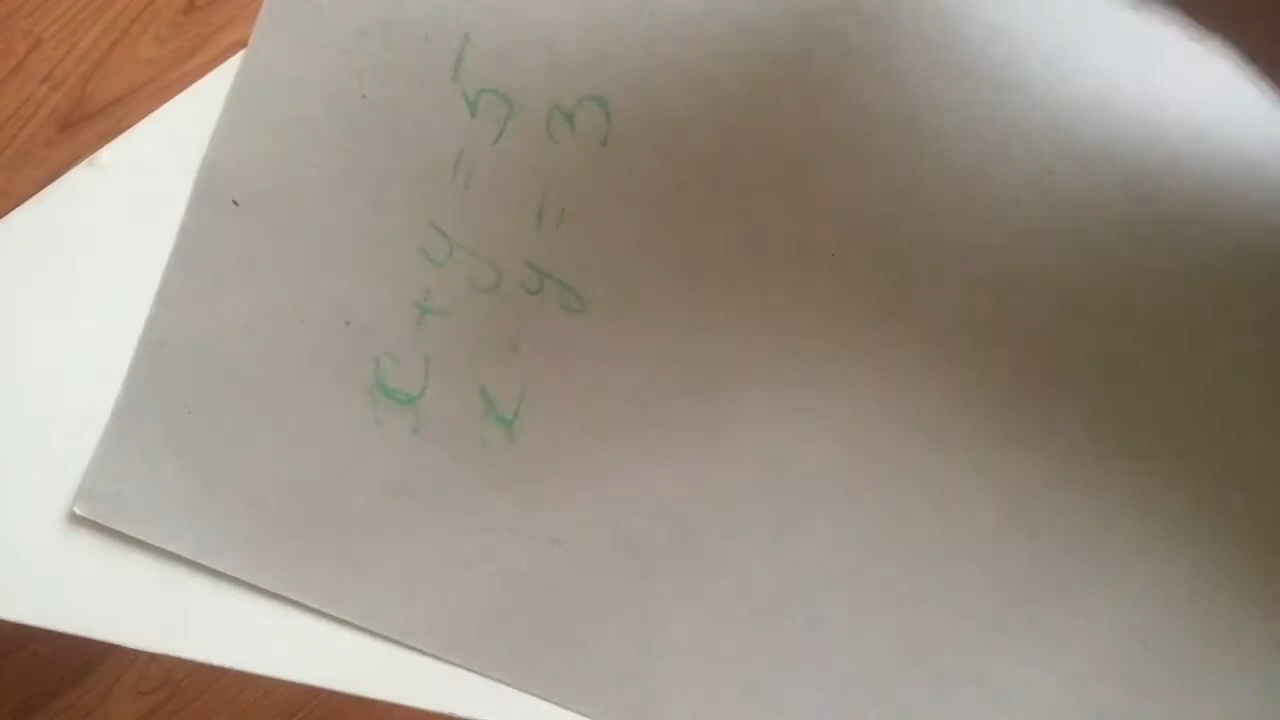 x + y = 5
x - y = 3